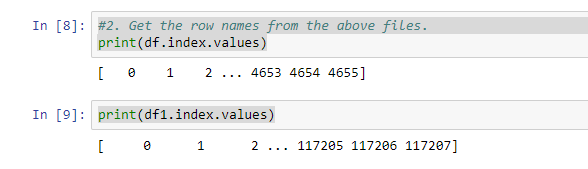 In [8]: #2. Get the row names from the above files.
print(df.index.values)
[   0    1    2 ... 4653 4654 4655]
In [9]: print(df1.index.values)
[     0      1      2 ... 117205 117206 117207]